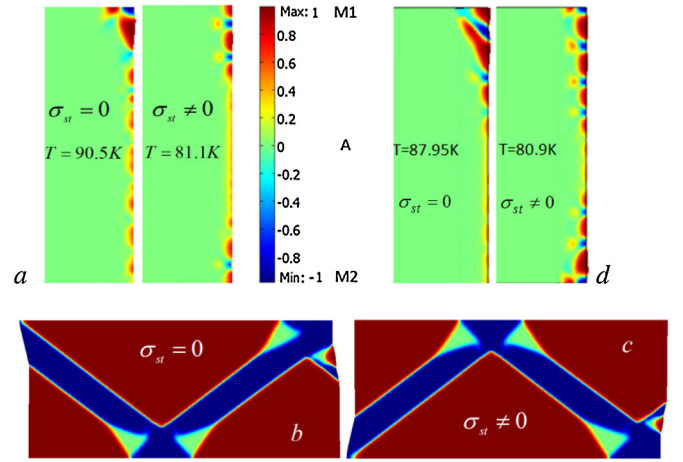 Max: 1 M1
0.8
0.6
0.4
0.2
0
-0.2
-0.4
-0.6
-0.8
Min: -1 M2
A
σst = 0
T = 90.5K
σst ≠ 0
T = 81.1K
a
T=87.95K
σst = 0
T=80.9K
σst ≠ 0
d
σst = 0
b
σst ≠ 0
c